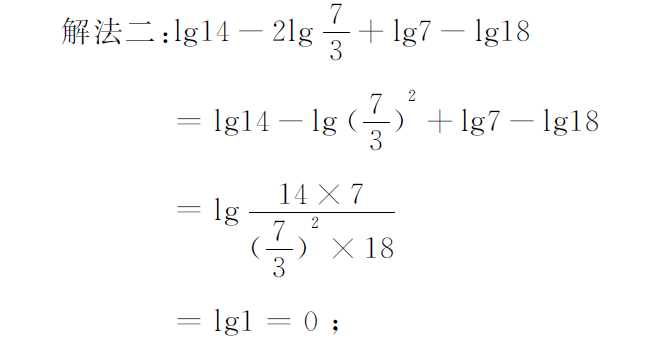 解法二:lg14 − 2lg 7/3 + lg7 − lg18
= lg14 − lg (7/3)² + lg7 − lg18
= lg (14 × 7)/((7/3)² × 18)
= lg1 = 0 ;